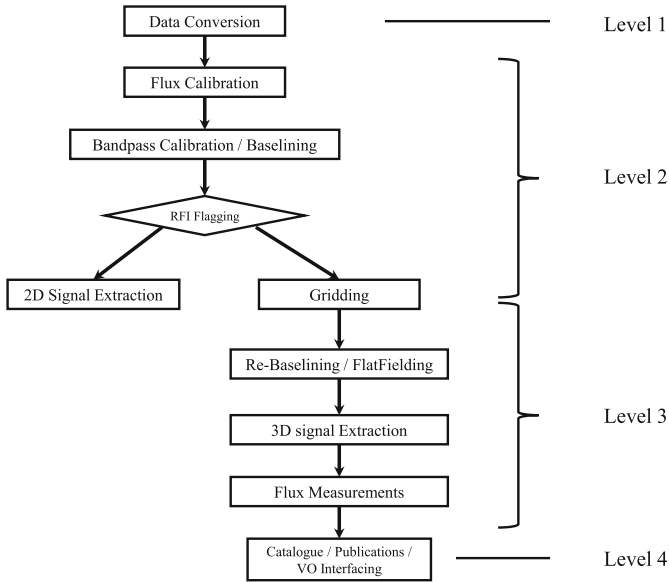 Data Conversion
Level 1
Flux Calibration
Bandpass Calibration / Baselining
Level 2
RFI Flagging
2D Signal Extraction
Gridding
Re-Baselining / FlatFielding
3D signal Extraction
Level 3
Flux Measurements
Catalogue / Publications /
VO Interfacing
Level 4